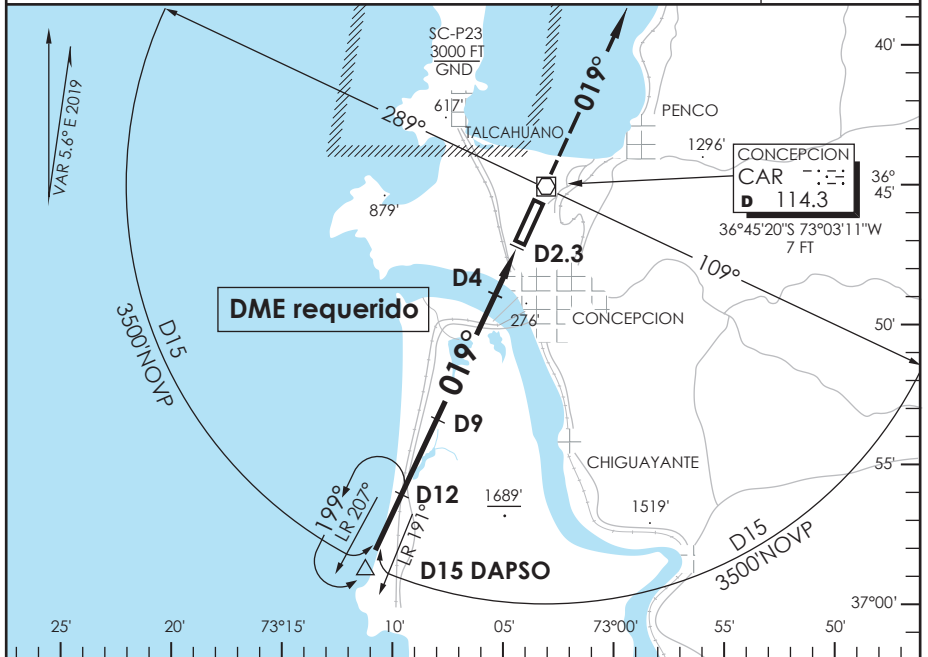 SC-P23
3000 FT
GND
617'
TALCAHUANO
289°
019°
PENCO
1296'
40'
VAR 5.6° E 2019
CONCEPCION
CAR
D 114.3
36°45'20"S 73°03'11"W
7 FT
36°
45'
879'
D2.3
D4
109°
DME requerido
276'
CONCEPCION
50'
D15
3500'NOVP
019°
D9
CHIGUAYANTE
55'
D12
1689'
1519'
199°
LR 207°
LR 191°
D15 DAPSO
D15
3500'NOVP
37°00'
25'
20'
73°15'
10'
05'
73°00'
55'
50'